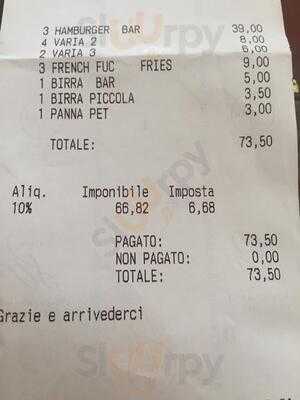 3 HAMBURGER BAR 39,00
4 VARIA 2 8,00
2 VARIA 3 6,00
3 FRENCH FUC FRIES 9,00
1 BIRRA BAR 5,00
1 BIRRA PICCOLA 3,50
1 PANNA PET 3,00
TOTALE: 73,50
Aliq. Imponibile Imposta
10% 66,82 6,68
PAGATO: 73,50
NON PAGATO: 0,00
TOTALE: 73,50
Grazie e arrivederci